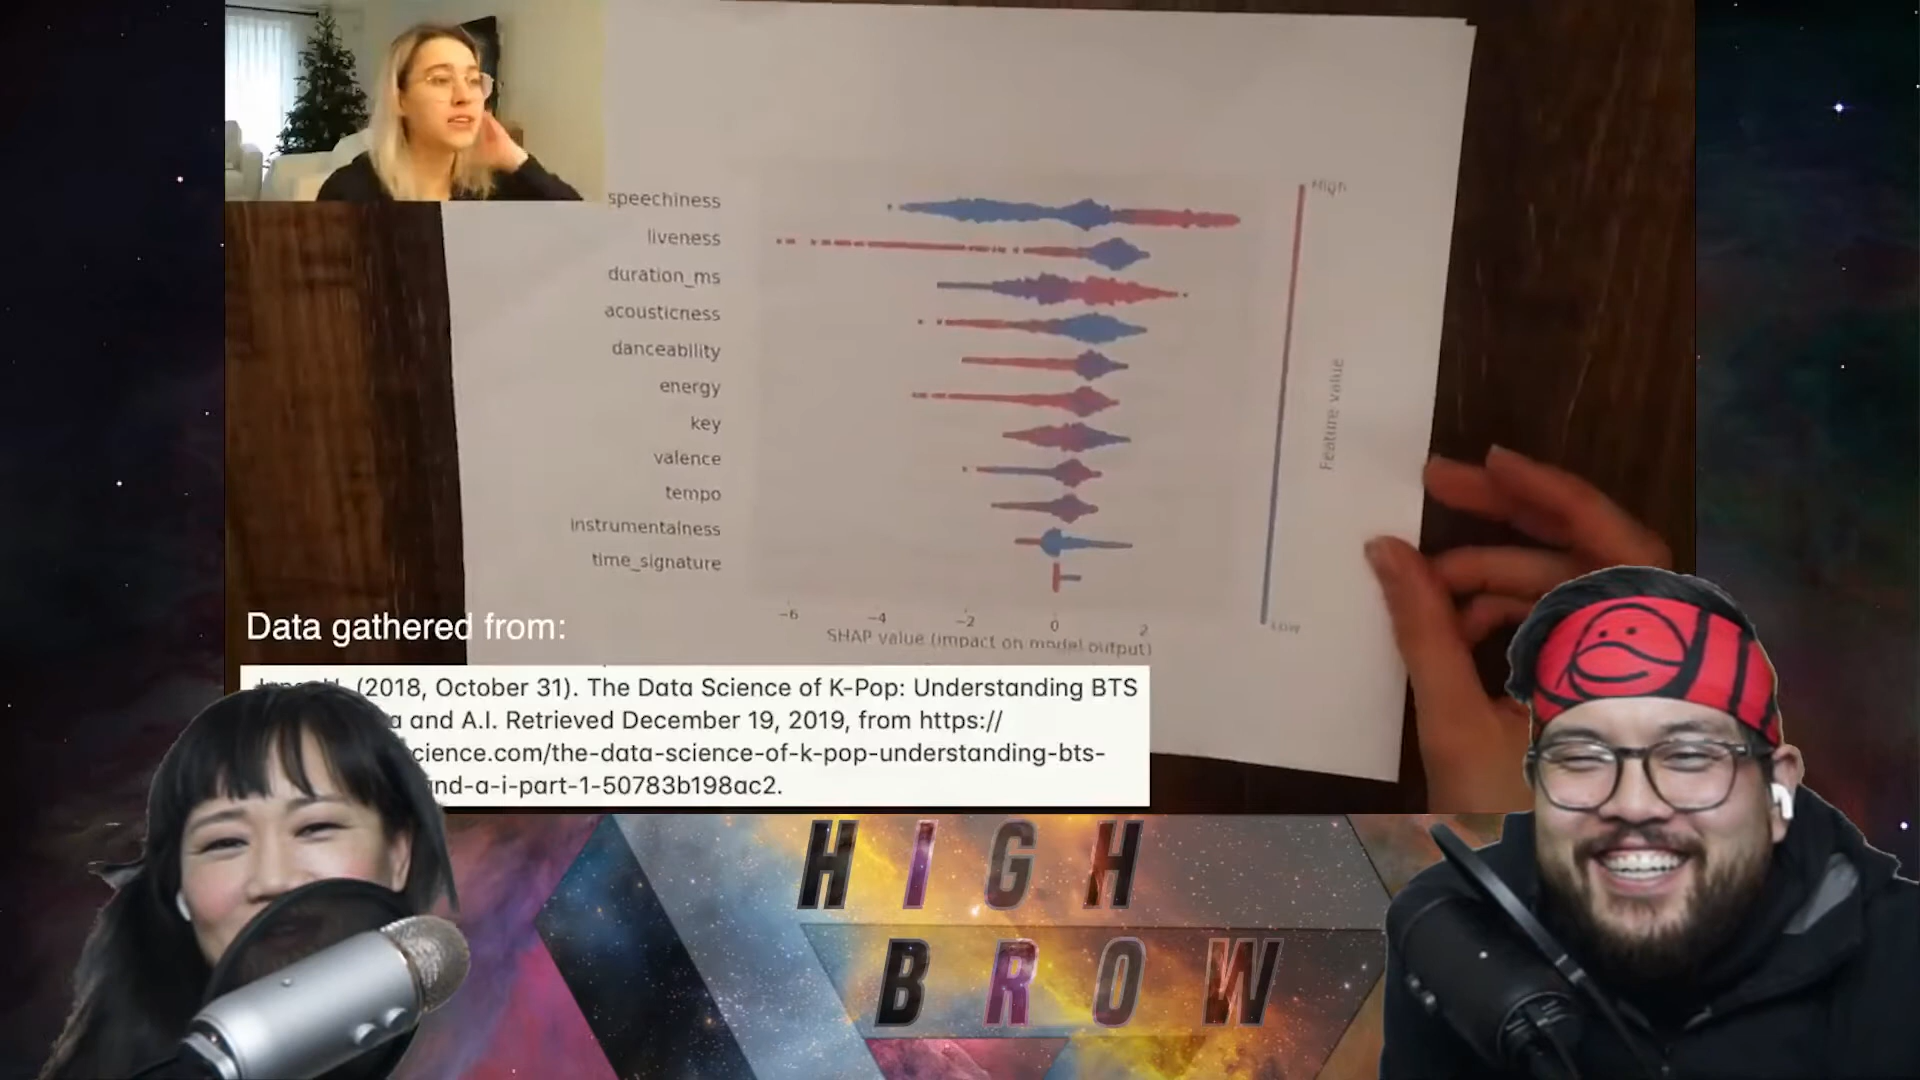 speechiness
liveness
duration_ms
acousticness
danceability
energy
key
valence
tempo
instrumentalness
time_signature
-6 -4 -2 0 2
SHAP value (impact on model output)
High
Feature value
Low
Data gathered from:
(2018, October 31). The Data Science of K-Pop: Understanding BTS
a and A.I. Retrieved December 19, 2019, from https://
cience.com/the-data-science-of-k-pop-understanding-bts-
nd-a-i-part-1-50783b198ac2.
HIGH
BROW